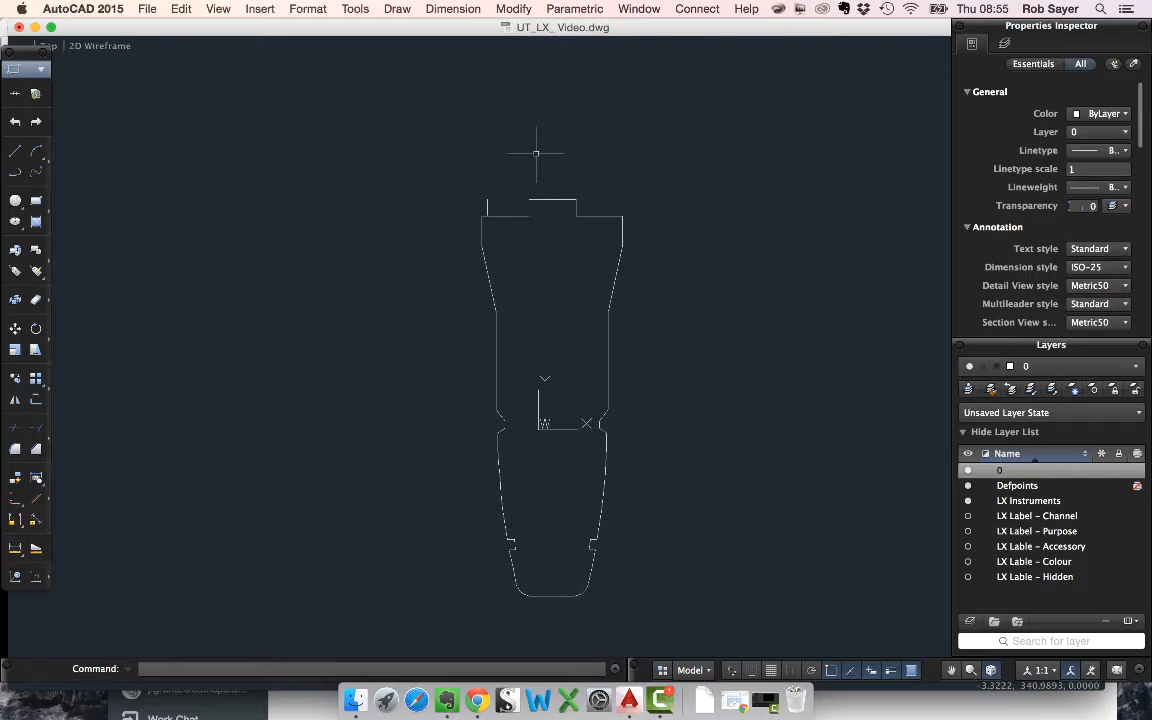 AutoCAD 2015 File Edit View Insert Format Tools Draw Dimension Modify Parametric Window Connect Help Thu 08:55 Rob Sayer
UT_LX_ Video.dwg
Top | 2D Wireframe
Properties Inspector
Essentials All
General
Color ByLayer
Layer 0
Linetype B..
Linetype scale 1
Lineweight B..
Transparency 0
Annotation
Text style Standard
Dimension style ISO-25
Detail View style Metric50
Multileader style Standard
Section View s... Metric50
Layers
0
Unsaved Layer State
Hide Layer List
Name
0
Defpoints
LX Instruments
LX Label - Channel
LX Label - Purpose
LX Lable - Accessory
LX Lable - Colour
LX Lable - Hidden
Search for layer
Y
W X
Command:
Model
1:1
-3.3222, 340.9893, 0.0000
Work Chat